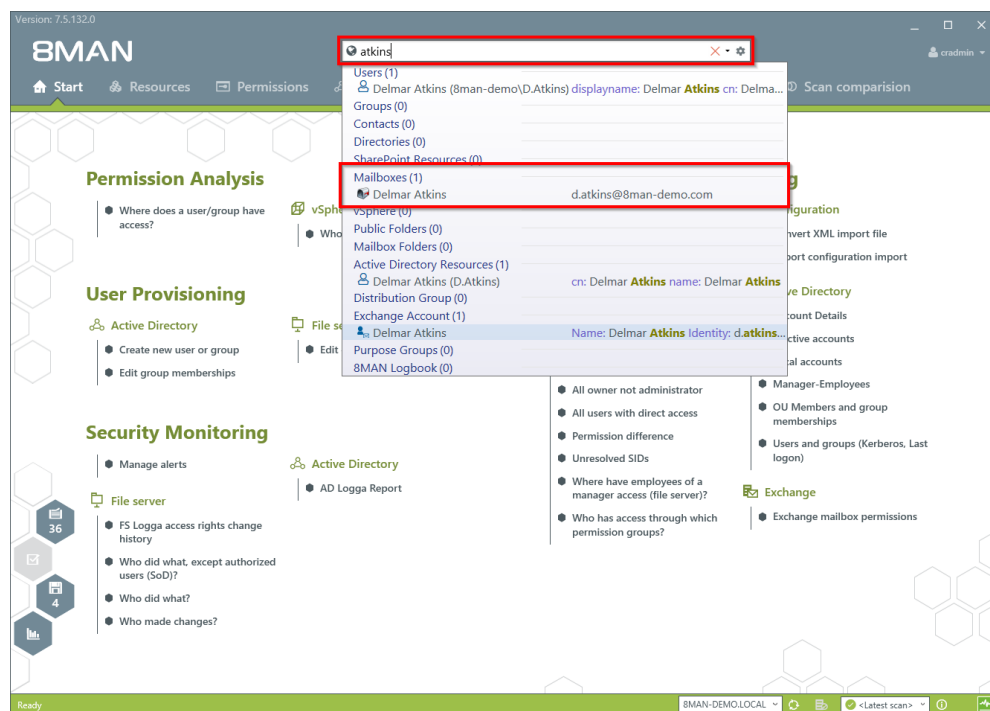 Version: 7.5.132.0
8MAN
atkins
cradmin
Start
Resources
Permissions
Scan comparision
Users (1)
Delmar Atkins (8man-demo\D.Atkins) displayname: Delmar Atkins cn: Delma...
Groups (0)
Contacts (0)
Directories (0)
SharePoint Resources (0)
Mailboxes (1)
Delmar Atkins d.atkins@8man-demo.com
vSphere (0)
Public Folders (0)
Mailbox Folders (0)
Active Directory Resources (1)
Delmar Atkins (D.Atkins) cn: Delmar Atkins name: Delmar Atkins
Distribution Group (0)
Exchange Account (1)
Delmar Atkins Name: Delmar Atkins Identity: d.atkins...
Purpose Groups (0)
8MAN Logbook (0)
Permission Analysis
Where does a user/group have
access?
vSphe
Who
User Provisioning
Active Directory
Create new user or group
Edit group memberships
File se
Edit
Security Monitoring
Manage alerts
File server
FS Logga access rights change
history
Who did what, except authorized
users (SoD)?
Who did what?
Who made changes?
Active Directory
AD Logga Report
All owner not administrator
All users with direct access
Permission difference
Unresolved SIDs
Where have employees of a
manager access (file server)?
Who has access through which
permission groups?
g
iguration
nvert XML import file
port configuration import
ve Directory
count Details
ctive accounts
cal accounts
Manager-Employees
OU Members and group
memberships
Users and groups (Kerberos, Last
logon)
Exchange
Exchange mailbox permissions
36
4
Ready
8MAN-DEMO.LOCAL
<Latest scan>